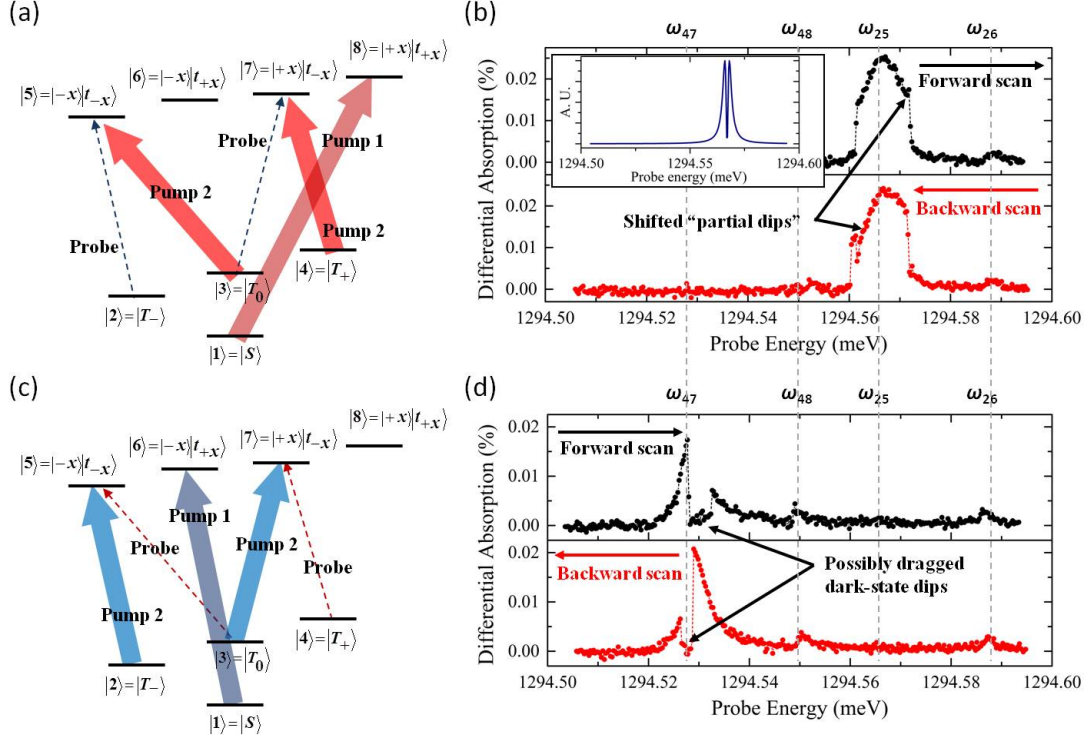 (a)
|8⟩=|+x⟩|t₊ₓ⟩
|7⟩=|+x⟩|t₋ₓ⟩
|6⟩=|−x⟩|t₊ₓ⟩
|5⟩=|−x⟩|t₋ₓ⟩
Probe
Pump 1
Pump 2
Probe
Pump 2
|4⟩=|T₊⟩
|3⟩=|T₀⟩
|2⟩=|T₋⟩
|1⟩=|S⟩
(b)
ω₄₇ ω₄₈ ω₂₅ ω₂₆
Differential Absorption (%)
0.02
0.01
0.00
Forward scan
A. U.
1294.50 1294.55 1294.60
Probe energy (meV)
Shifted “partial dips”
Backward scan
0.02
0.01
0.00
1294.50 1294.52 1294.54 1294.56 1294.58 1294.60
Probe Energy (meV)
(c)
|8⟩=|+x⟩|t₊ₓ⟩
|6⟩=|−x⟩|t₊ₓ⟩ |7⟩=|+x⟩|t₋ₓ⟩
|5⟩=|−x⟩|t₋ₓ⟩
Pump 1
Pump 2
Probe
Probe
Pump 2
|4⟩=|T₊⟩
|3⟩=|T₀⟩
|2⟩=|T₋⟩
|1⟩=|S⟩
(d)
ω₄₇ ω₄₈ ω₂₅ ω₂₆
Differential Absorption (%)
0.02
0.01
0.00
Forward scan
Backward scan
Possibly dragged
dark-state dips
0.02
0.01
0.00
1294.50 1294.52 1294.54 1294.56 1294.58 1294.60
Probe Energy (meV)